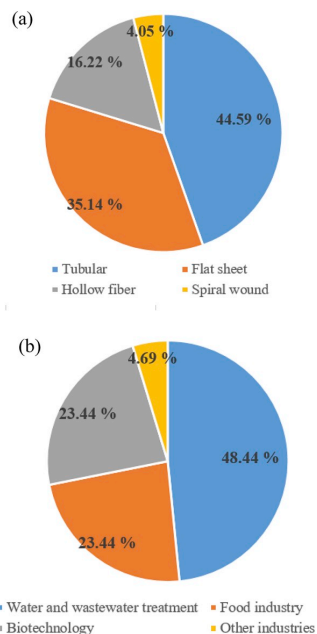 (a)
4.05 %
16.22 %
44.59 %
35.14 %
Tubular Flat sheet
Hollow fiber Spiral wound
(b)
4.69 %
23.44 %
48.44 %
23.44 %
Water and wastewater treatment Food industry
Biotechnology Other industries